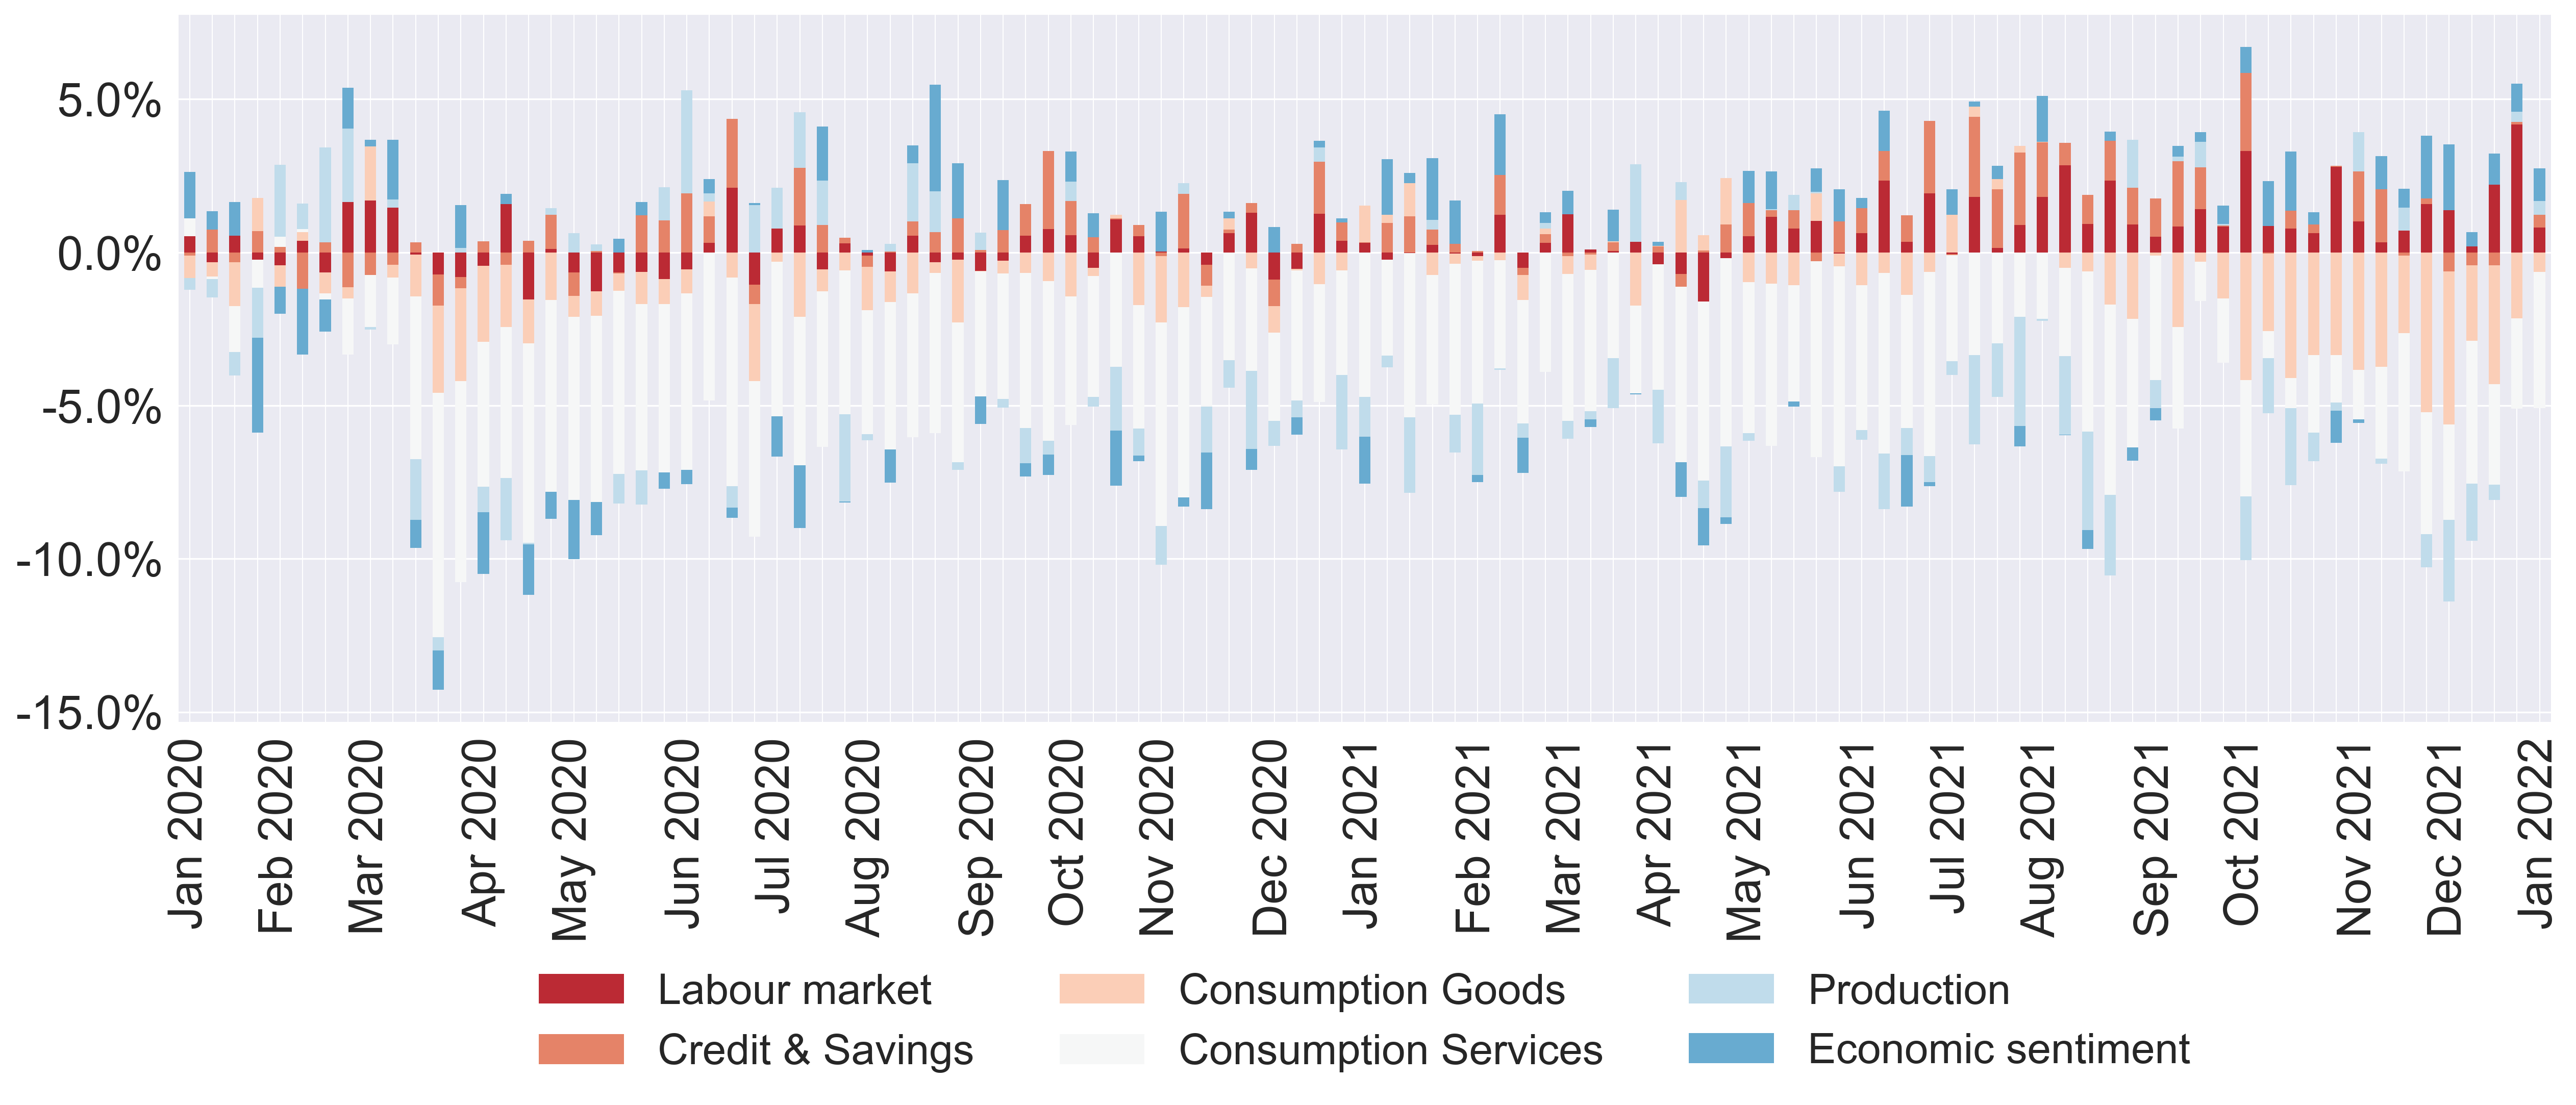 5.0%
0.0%
-5.0%
-10.0%
-15.0%
Jan 2020
Feb 2020
Mar 2020
Apr 2020
May 2020
Jun 2020
Jul 2020
Aug 2020
Sep 2020
Oct 2020
Nov 2020
Dec 2020
Jan 2021
Feb 2021
Mar 2021
Apr 2021
May 2021
Jun 2021
Jul 2021
Aug 2021
Sep 2021
Oct 2021
Nov 2021
Dec 2021
Jan 2022
Labour market
Credit & Savings
Consumption Goods
Consumption Services
Production
Economic sentiment